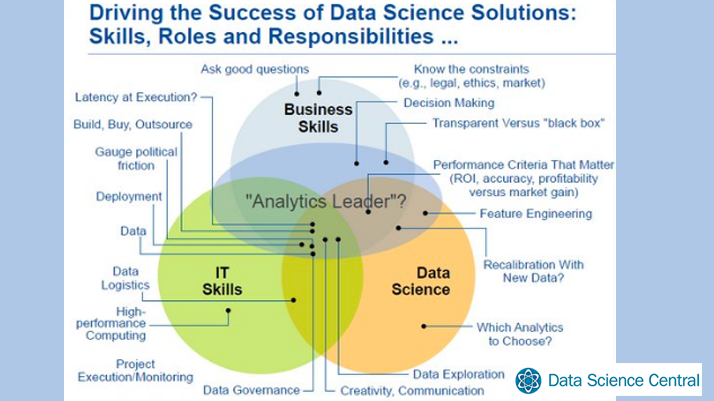 Driving the Success of Data Science Solutions:
Skills, Roles and Responsibilities ...
Ask good questions
Know the constraints
(e.g., legal, ethics, market)
Latency at Execution?
Business
Skills
Decision Making
Build, Buy, Outsource
Transparent Versus "black box"
Gauge political
friction
Performance Criteria That Matter
(ROI, accuracy, profitability
versus market gain)
Deployment
"Analytics Leader"?
Feature Engineering
Data
Recalibration With
New Data?
Data
Logistics
IT
Skills
Data
Science
High-
performance
Computing
Which Analytics
to Choose?
Project
Execution/Monitoring
Data Exploration
Data Governance
Creativity, Communication
Data Science Central